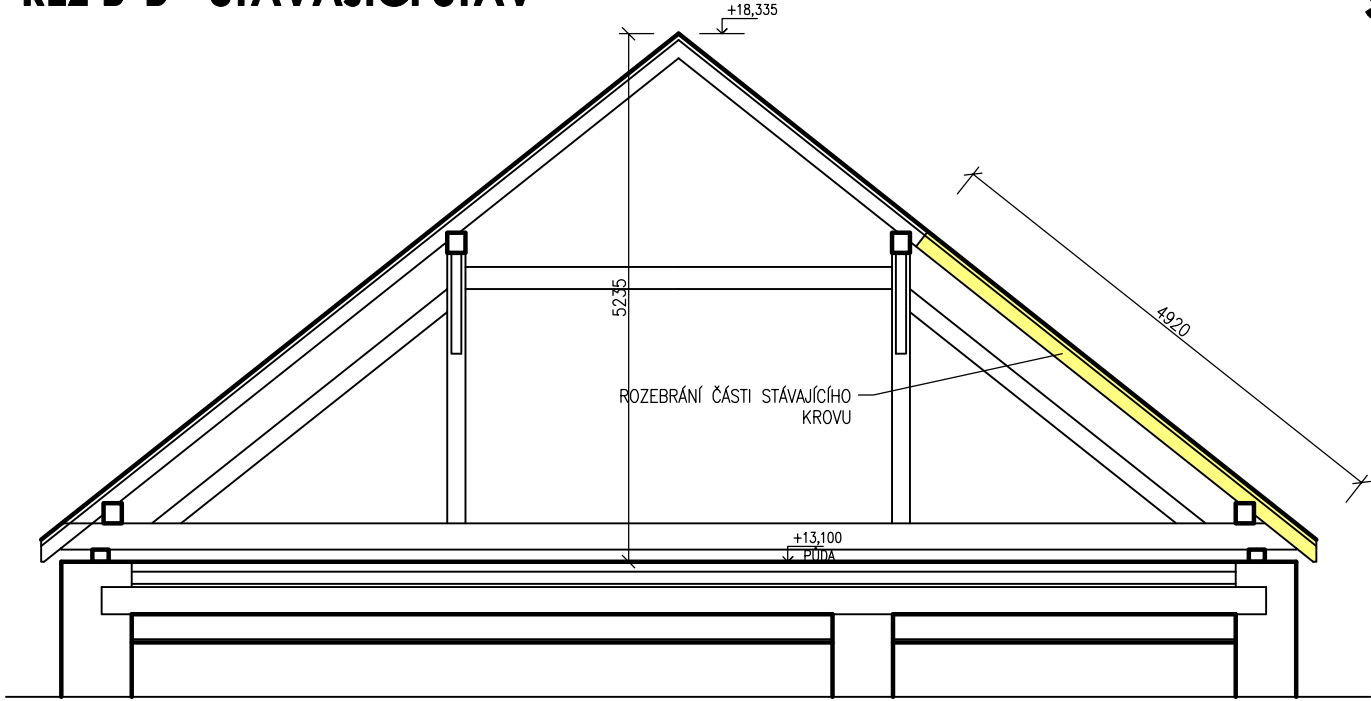 +18,335
5235
4920
ROZEBRÁNÍ ČÁSTI STÁVAJÍCÍHO
KROVU
+13,100
PŮDA